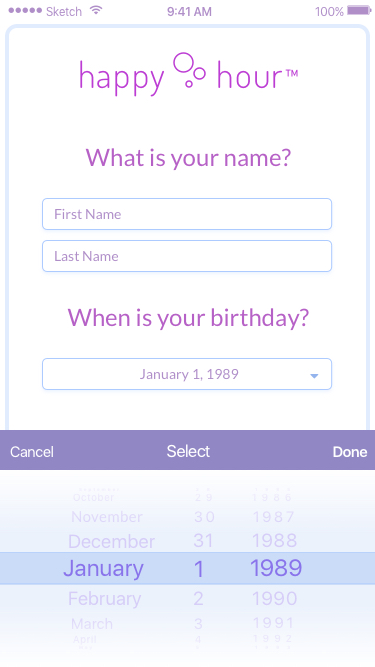 Sketch 9:41 AM 100%
happy hour™
What is your name?
First Name
Last Name
When is your birthday?
January 1, 1989
Cancel Select Done
October 29 1986
November 30 1987
December 31 1988
January 1 1989
February 2 1990
March 3 1991
April 4 1992